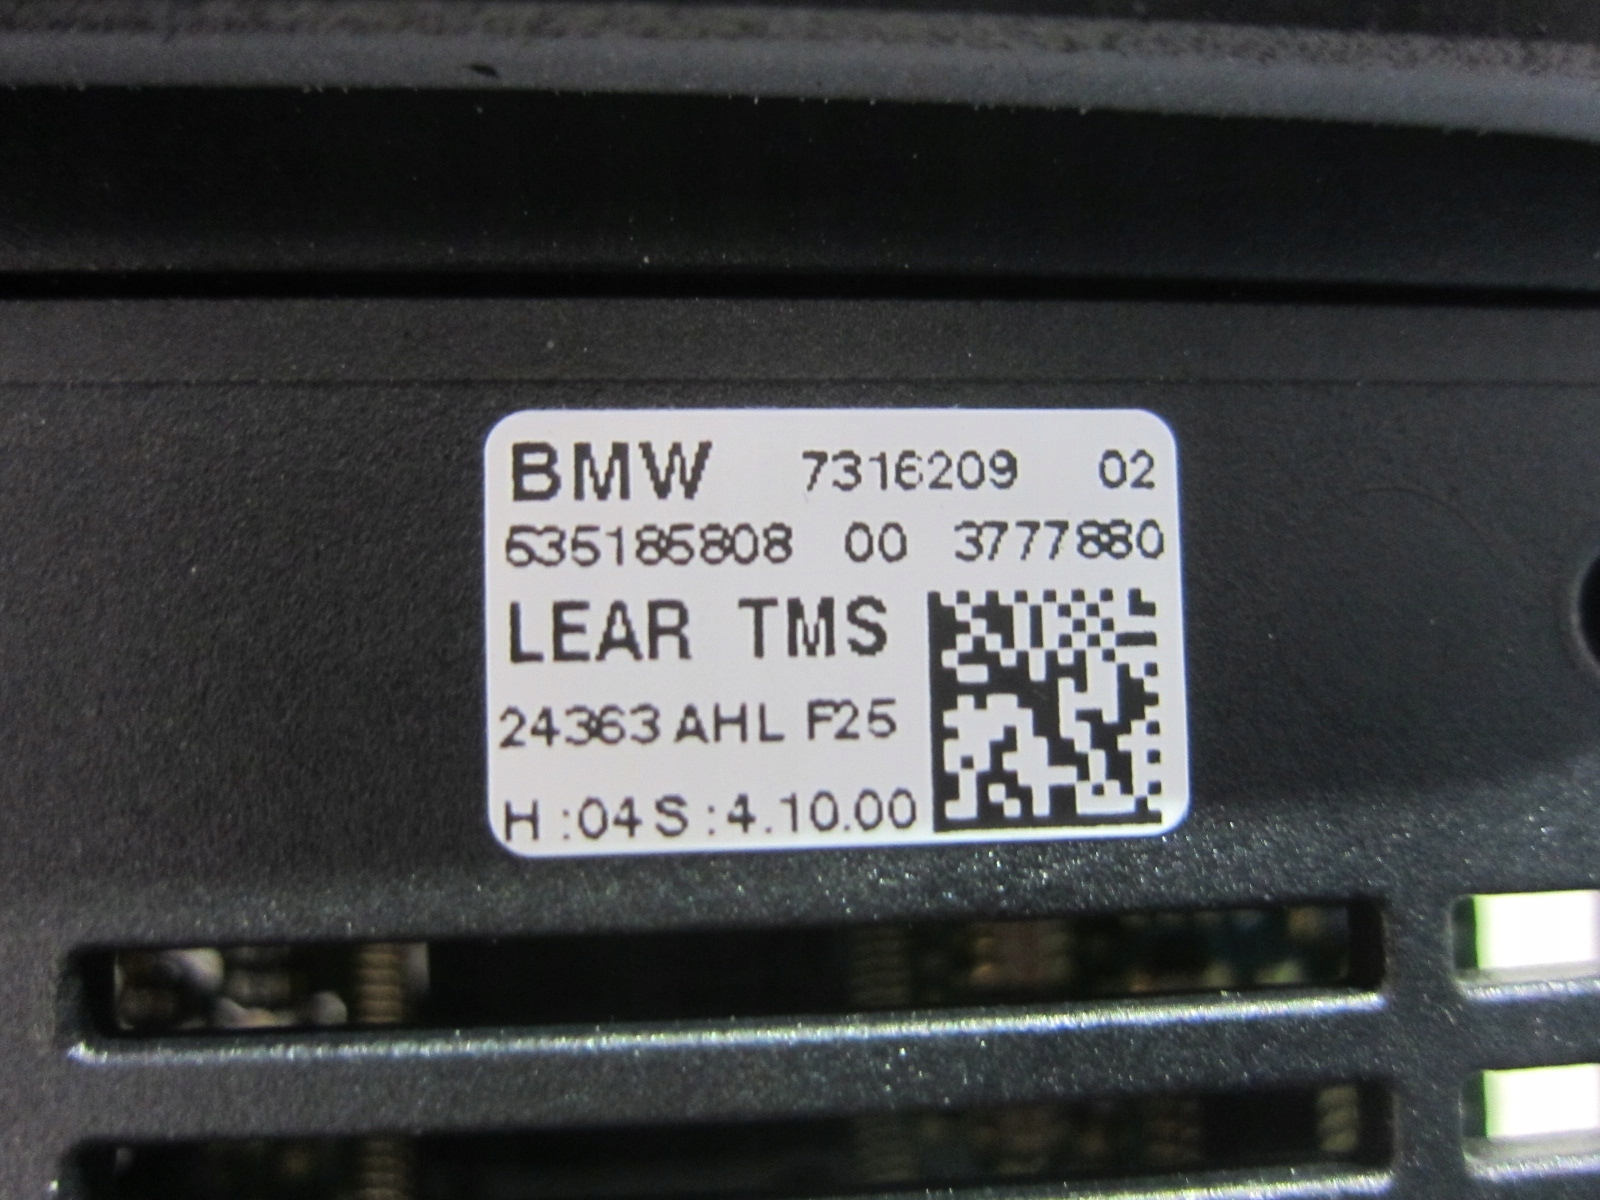 BMW 7316209 02
535185808 00 3777880
LEAR TMS
24363 AHL F25
H :04 S :4.10.00